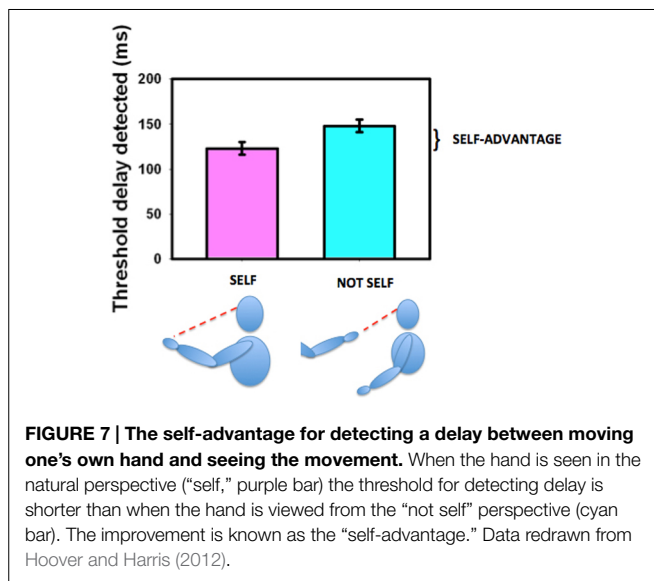 Threshold delay detected (ms)
200
150
100
50
0
} SELF-ADVANTAGE
SELF NOT SELF
FIGURE 7 | The self-advantage for detecting a delay between moving
one's own hand and seeing the movement. When the hand is seen in the
natural perspective (“self,” purple bar) the threshold for detecting delay is
shorter than when the hand is viewed from the “not self” perspective (cyan
bar). The improvement is known as the “self-advantage.” Data redrawn from
Hoover and Harris (2012).